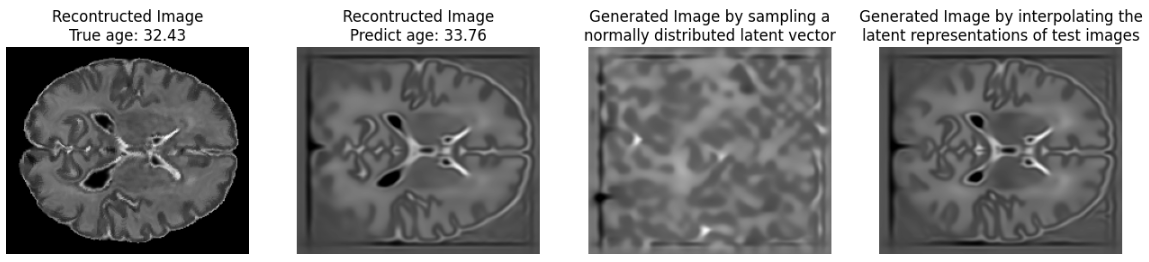 Reconstructed Image
True age: 32.43
Reconstructed Image
Predict age: 33.76
Generated Image by sampling a
normally distributed latent vector
Generated Image by interpolating the
latent representations of test images